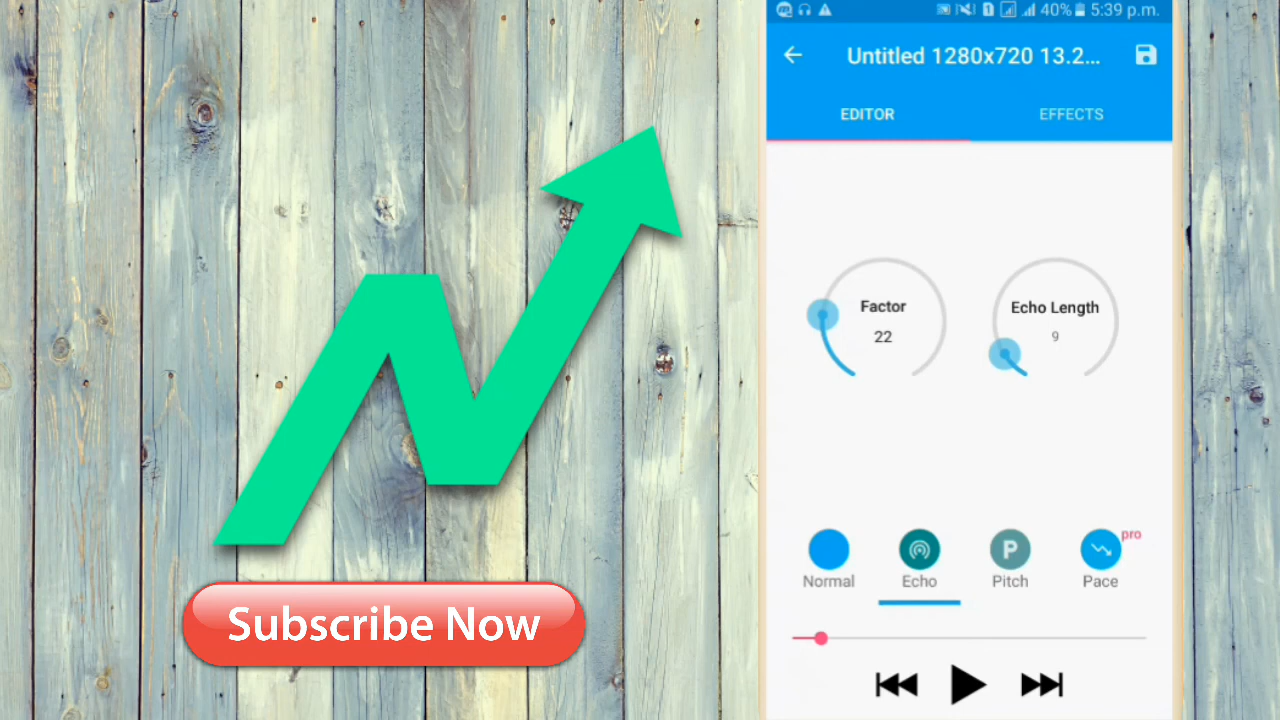 40% 5:39 p.m.
Untitled 1280x720 13.2...
EDITOR EFFECTS
Factor
22
Echo Length
9
P
pro
Normal Echo Pitch Pace
Subscribe Now